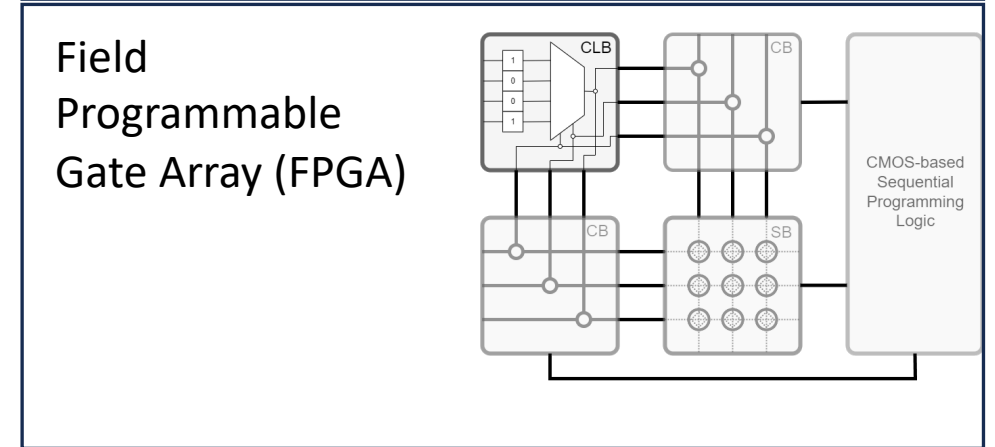 Field
Programmable
Gate Array (FPGA)
CLB
1
0
0
1
CB
CMOS-based
Sequential
Programming
Logic
CB
SB